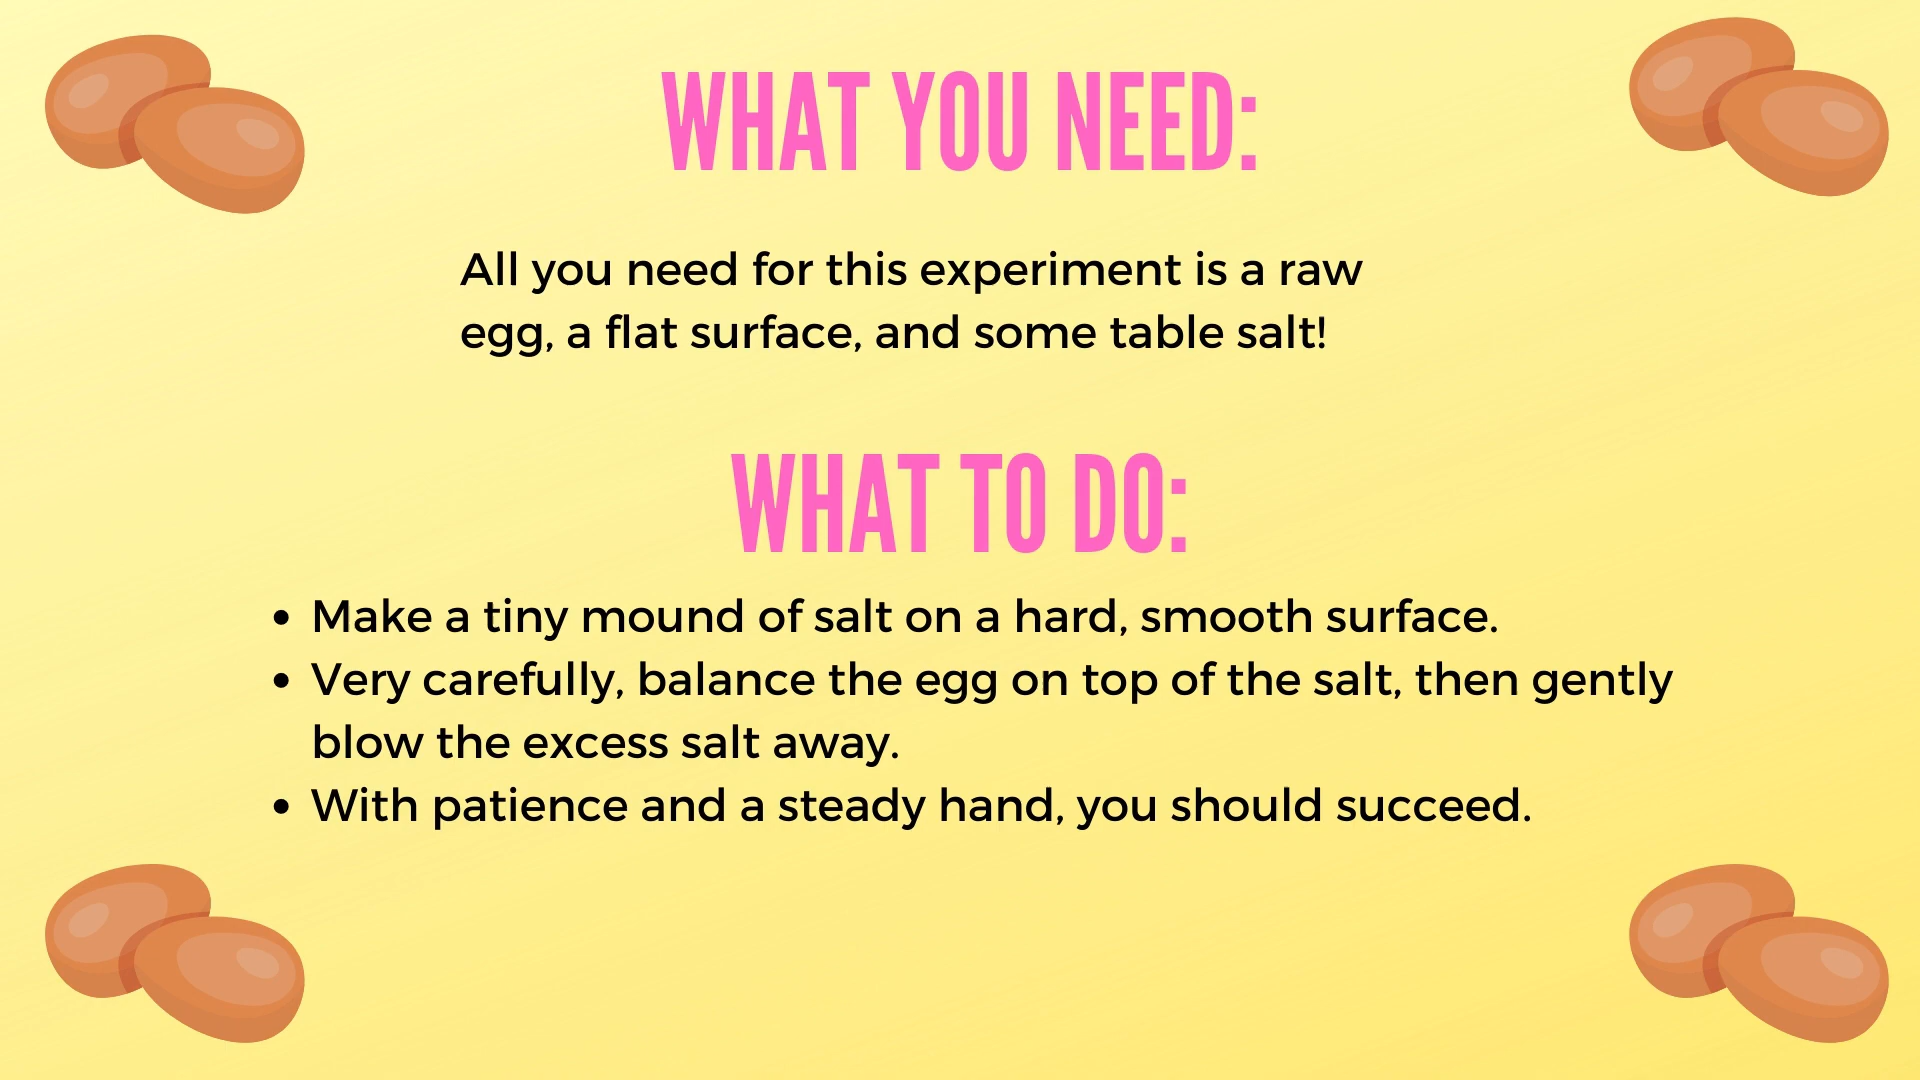 WHAT YOU NEED:
All you need for this experiment is a raw
egg, a flat surface, and some table salt!
WHAT TO DO:
• Make a tiny mound of salt on a hard, smooth surface.
• Very carefully, balance the egg on top of the salt, then gently
blow the excess salt away.
• With patience and a steady hand, you should succeed.